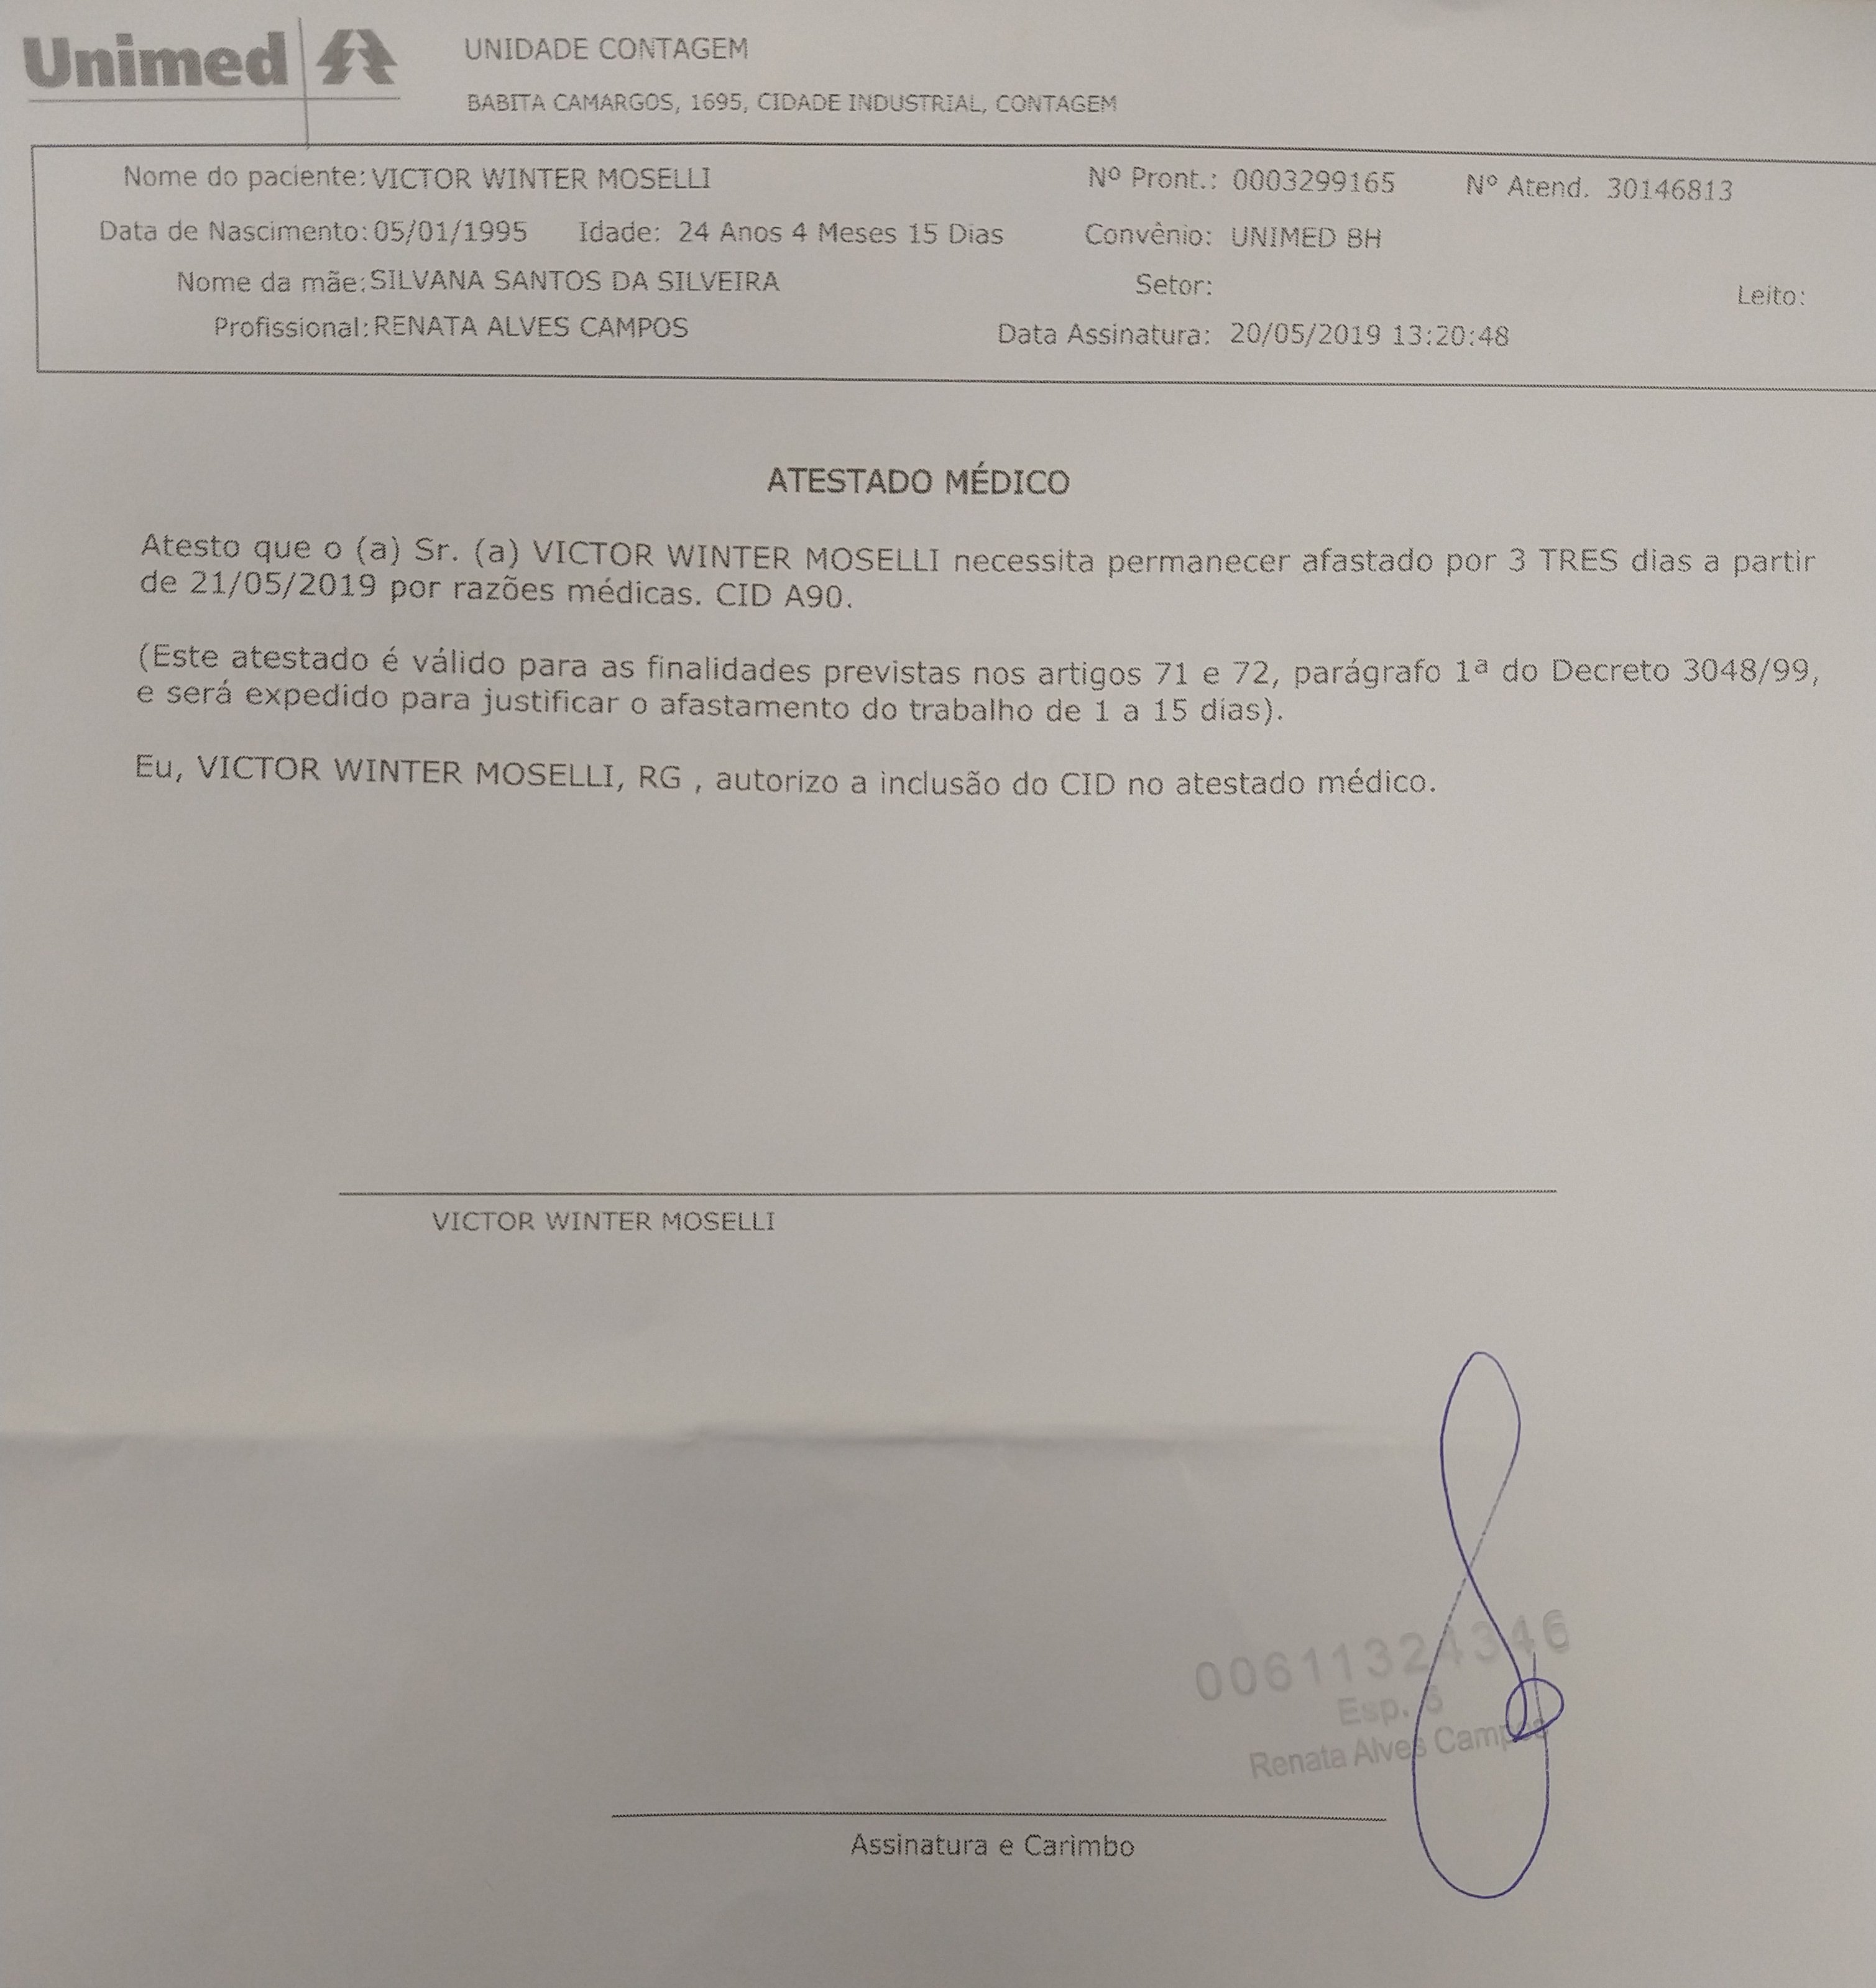 Unimed
UNIDADE CONTAGEM
BABITA CAMARGOS, 1695, CIDADE INDUSTRIAL, CONTAGEM
Nome do paciente: VICTOR WINTER MOSELLI Nº Pront.: 0003299165 Nº Atend. 30146813
Data de Nascimento: 05/01/1995 Idade: 24 Anos 4 Meses 15 Dias Convênio: UNIMED BH
Nome da mãe: SILVANA SANTOS DA SILVEIRA Setor: Leito:
Profissional: RENATA ALVES CAMPOS Data Assinatura: 20/05/2019 13:20:48
ATESTADO MÉDICO
Atesto que o (a) Sr. (a) VICTOR WINTER MOSELLI necessita permanecer afastado por 3 TRES dias a partir
de 21/05/2019 por razões médicas. CID A90.
(Este atestado é válido para as finalidades previstas nos artigos 71 e 72, parágrafo 1ª do Decreto 3048/99,
e será expedido para justificar o afastamento do trabalho de 1 a 15 dias).
Eu, VICTOR WINTER MOSELLI, RG , autorizo a inclusão do CID no atestado médico.
VICTOR WINTER MOSELLI
00611324346
Esp. 6
Renata Alves Campos
Assinatura e Carimbo